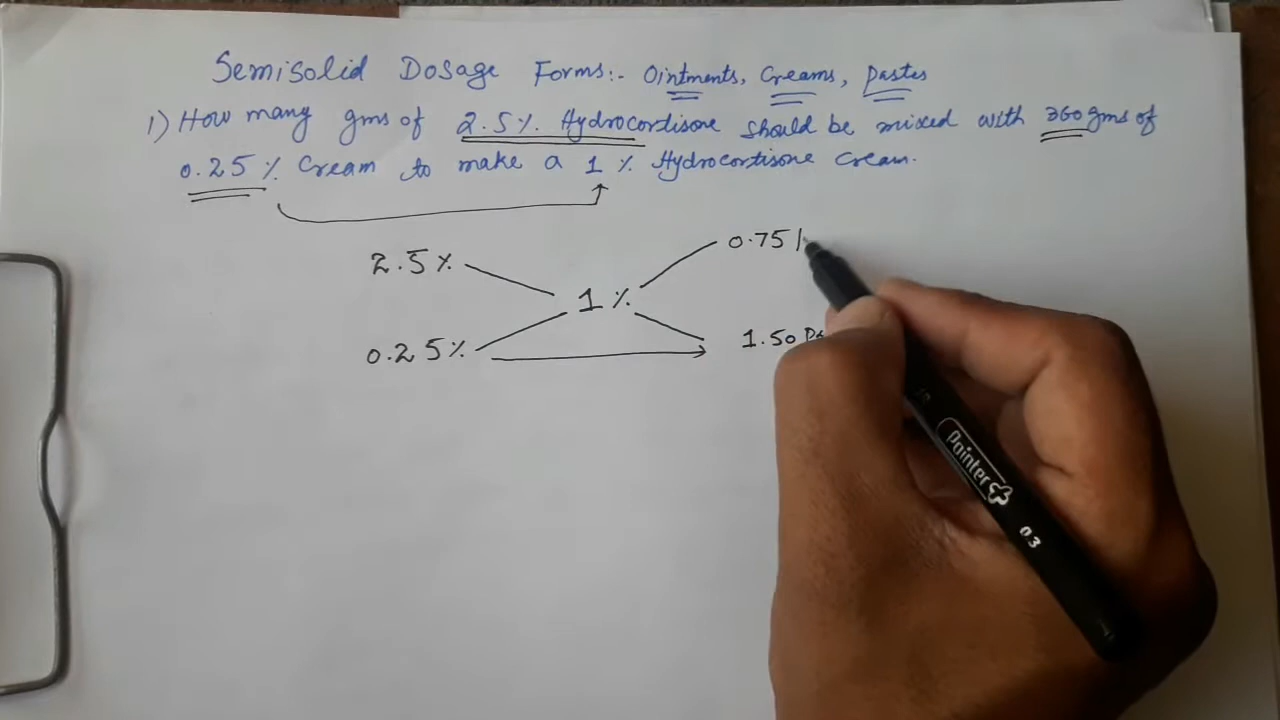 Semisolid Dosage Forms:- Ointments, Creams, Pastes
1) How many gms of 2.5% Hydrocortisone should be mixed with 360 gms of
0.25% Cream to make a 1% Hydrocortisone Cream.
2.5% 0.75
1%
0.25% 1.50
Pointer
0.3